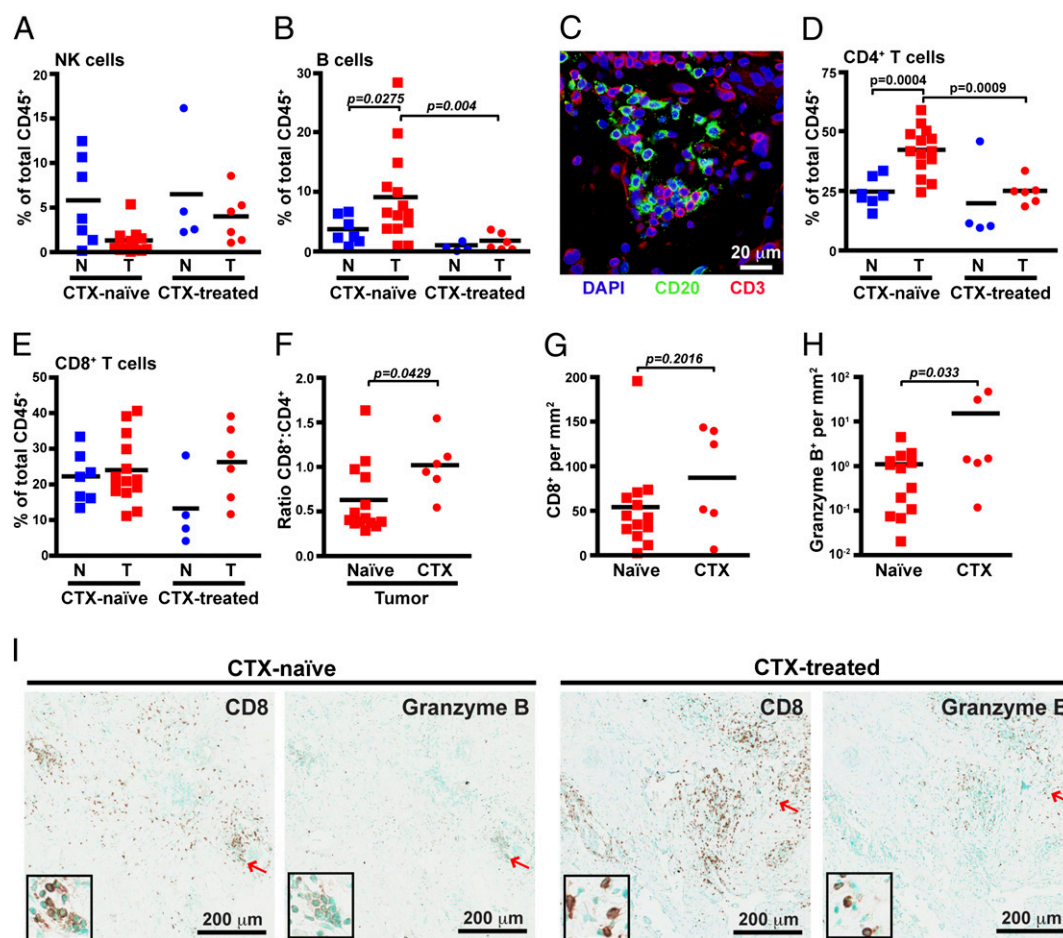 A
NK cells
% of total CD45⁺
20
15
10
5
0
N T N T
CTX-naïve CTX-treated
B
B cells
% of total CD45⁺
30
20
10
0
p=0.0275
p=0.004
N T N T
CTX-naïve CTX-treated
C
20 μm
DAPI CD20 CD3
D
CD4⁺ T cells
% of total CD45⁺
75
50
25
0
p=0.0004
p=0.0009
N T N T
CTX-naïve CTX-treated
E
CD8⁺ T cells
% of total CD45⁺
50
40
30
20
10
0
N T N T
CTX-naïve CTX-treated
F
Ratio CD8⁺:CD4⁺
2.0
1.5
1.0
0.5
0.0
p=0.0429
Naïve CTX
Tumor
G
CD8⁺ per mm²
200
150
100
50
0
p=0.2016
Naïve CTX
H
Granzyme B⁺ per mm²
10²
10¹
10⁰
10⁻¹
10⁻²
p=0.033
Naïve CTX
I
CTX-naïve CTX-treated
CD8 Granzyme B CD8 Granzyme B
200 μm 200 μm 200 μm 200 μm